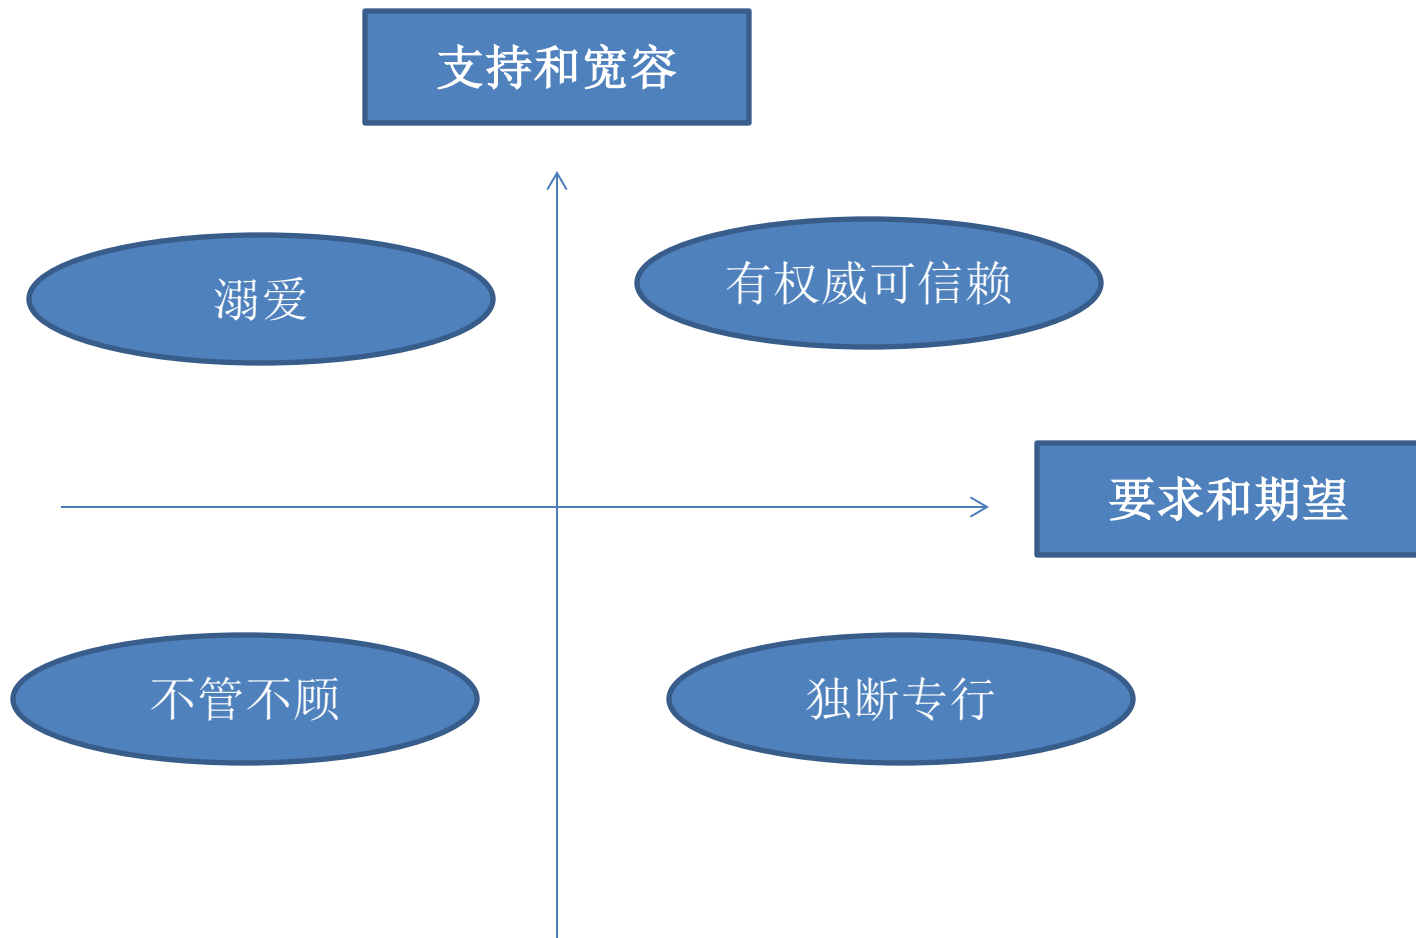 支持和宽容
溺爱
有权威可信赖
要求和期望
不管不顾
独断专行